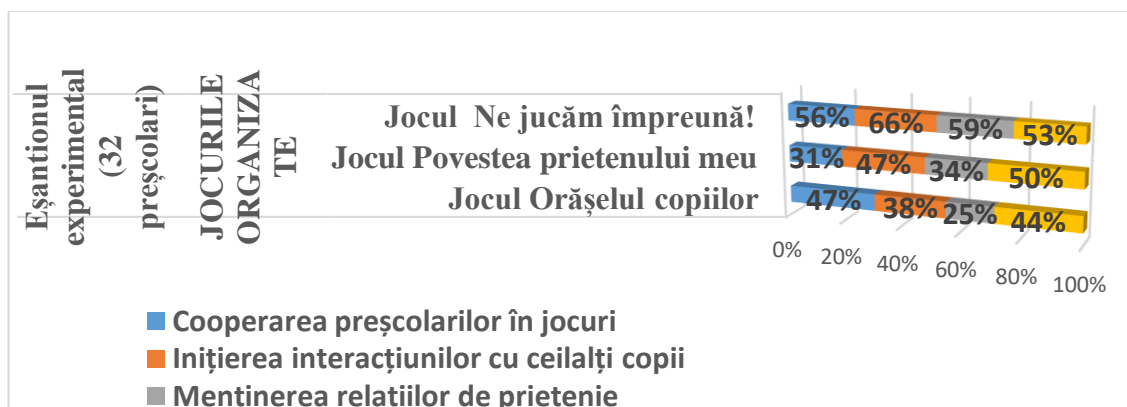 Eșantionul
experimental
(32
preșcolari)
JOCURILE
ORGANIZA
TE
Jocul Ne jucăm împreună!
56% 66% 59% 53%
Jocul Povestea prietenului meu
31% 47% 34% 50%
Jocul Orășelul copiilor
47% 38% 25% 44%
0% 20% 40% 60% 80% 100%
Cooperarea preșcolarilor în jocuri
Inițierea interacțiunilor cu ceilalți copii
Menținerea relațiilor de prietenie